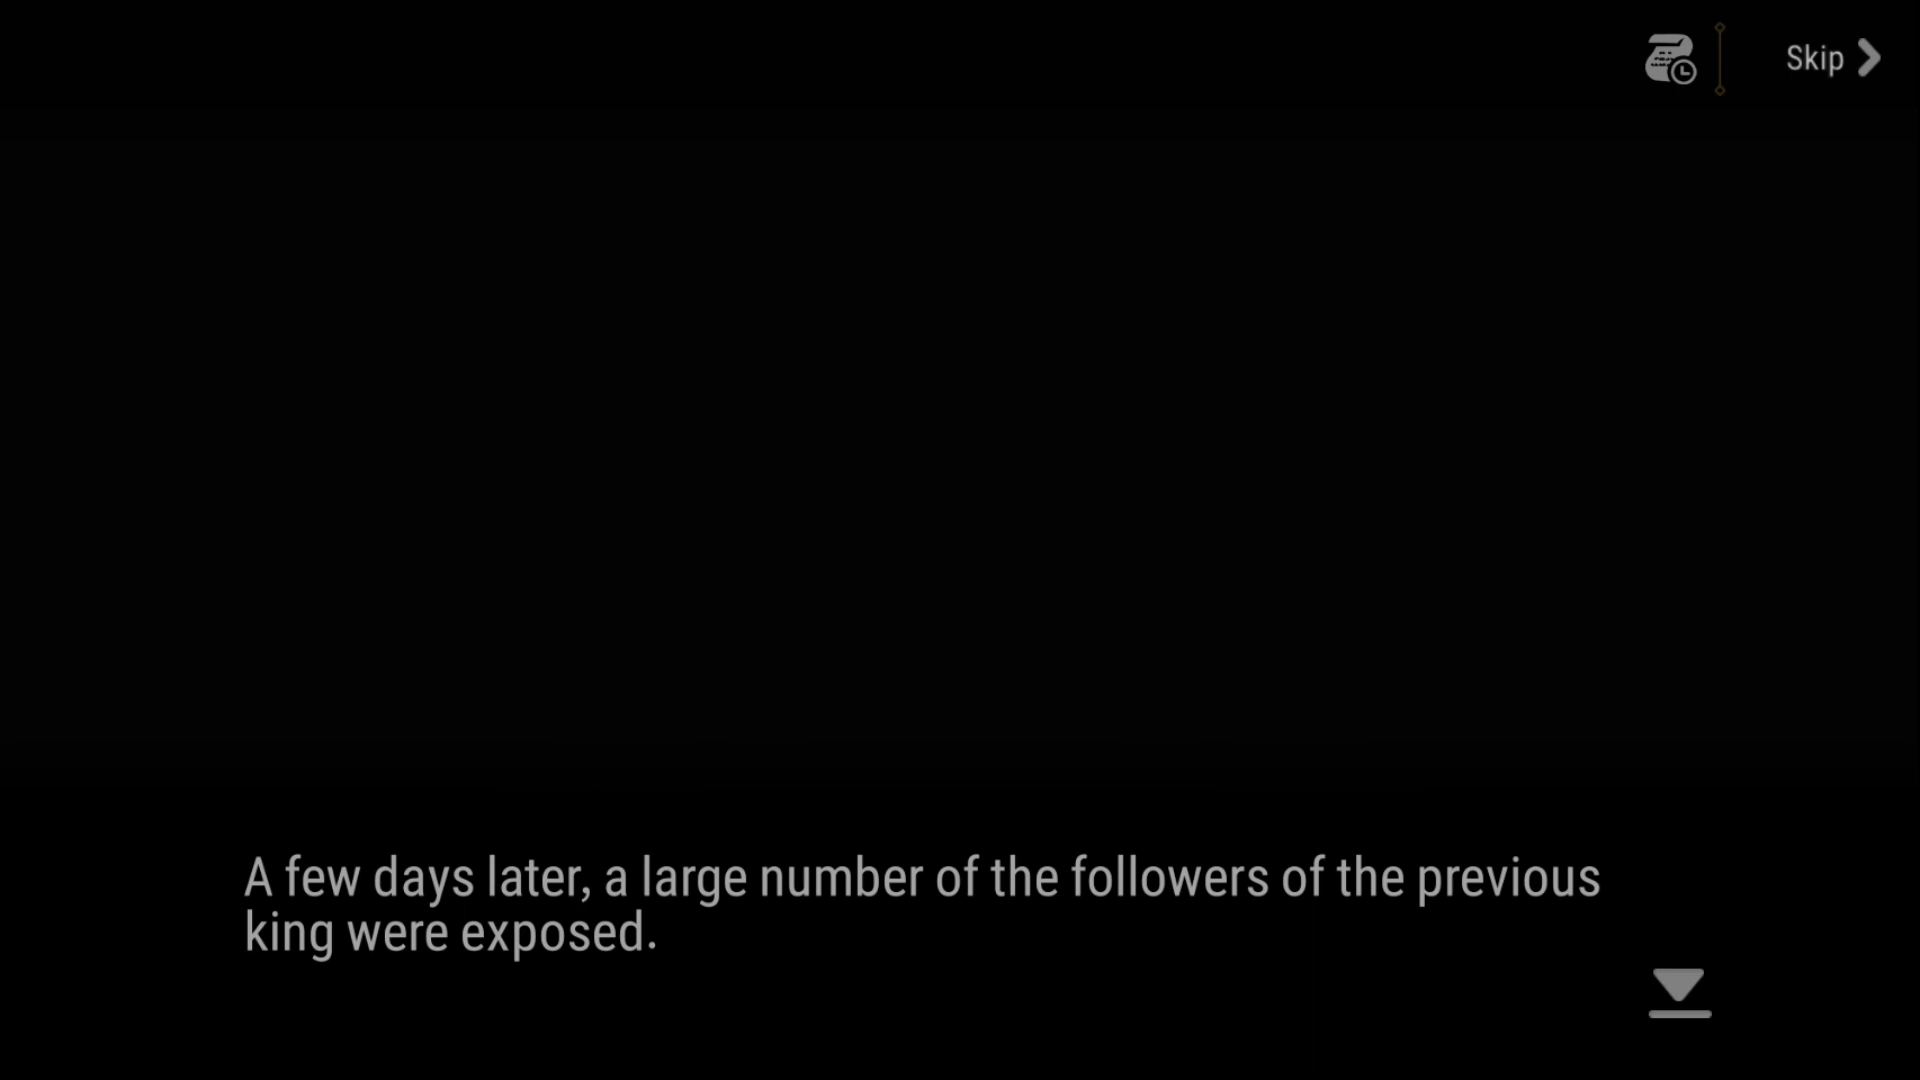 Skip
A few days later, a large number of the followers of the previous
king were exposed.